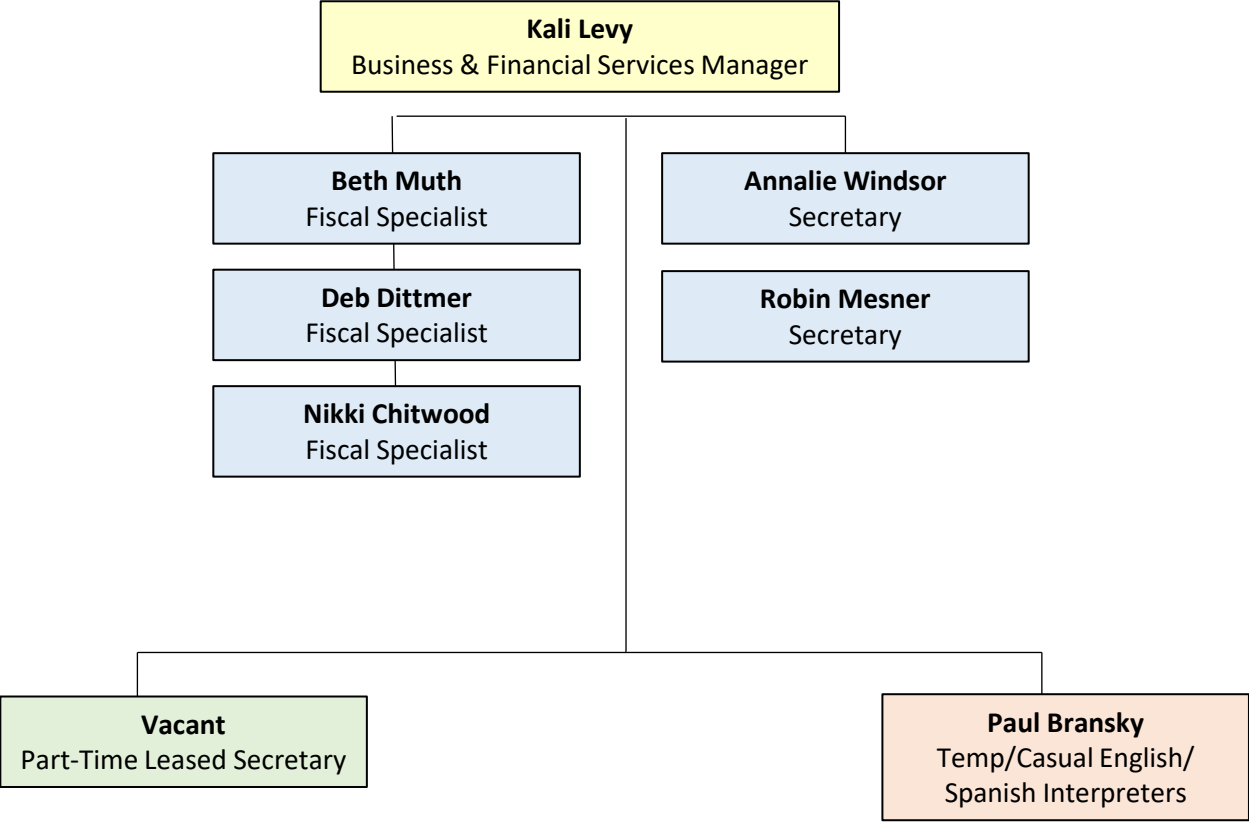 Kali Levy
Business & Financial Services Manager
Beth Muth
Fiscal Specialist
Annalie Windsor
Secretary
Deb Dittmer
Fiscal Specialist
Robin Mesner
Secretary
Nikki Chitwood
Fiscal Specialist
Vacant
Part-Time Leased Secretary
Paul Bransky
Temp/Casual English/
Spanish Interpreters